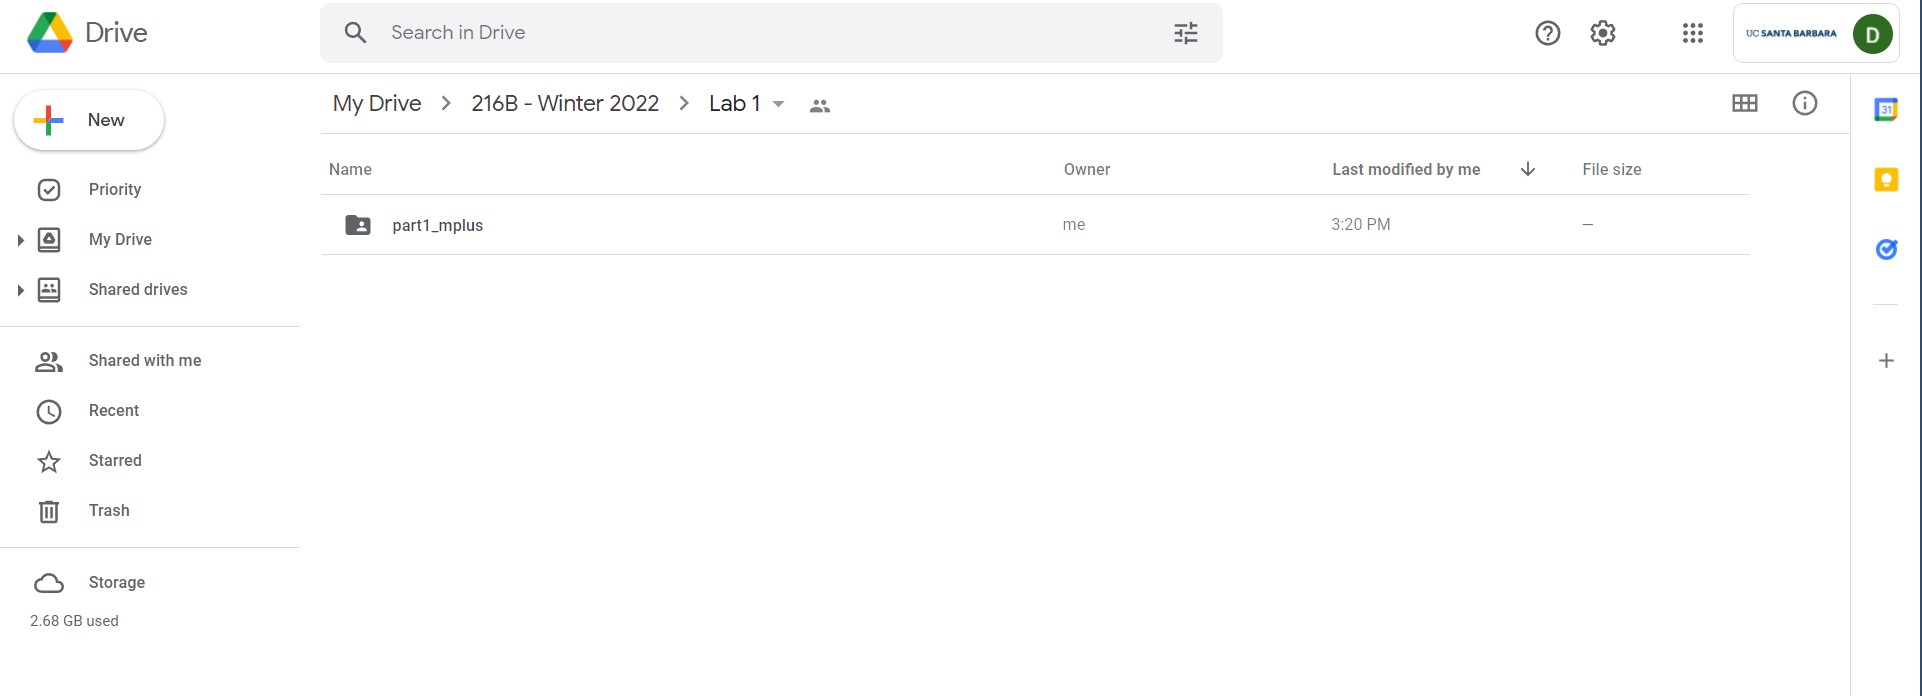 Drive
Search in Drive
UC SANTA BARBARA
D
New
My Drive
216B - Winter 2022
Lab 1
31
Name
Owner
Last modified by me
File size
part1_mplus
me
3:20 PM
—
Priority
My Drive
Shared drives
Shared with me
Recent
Starred
Trash
Storage
2.68 GB used